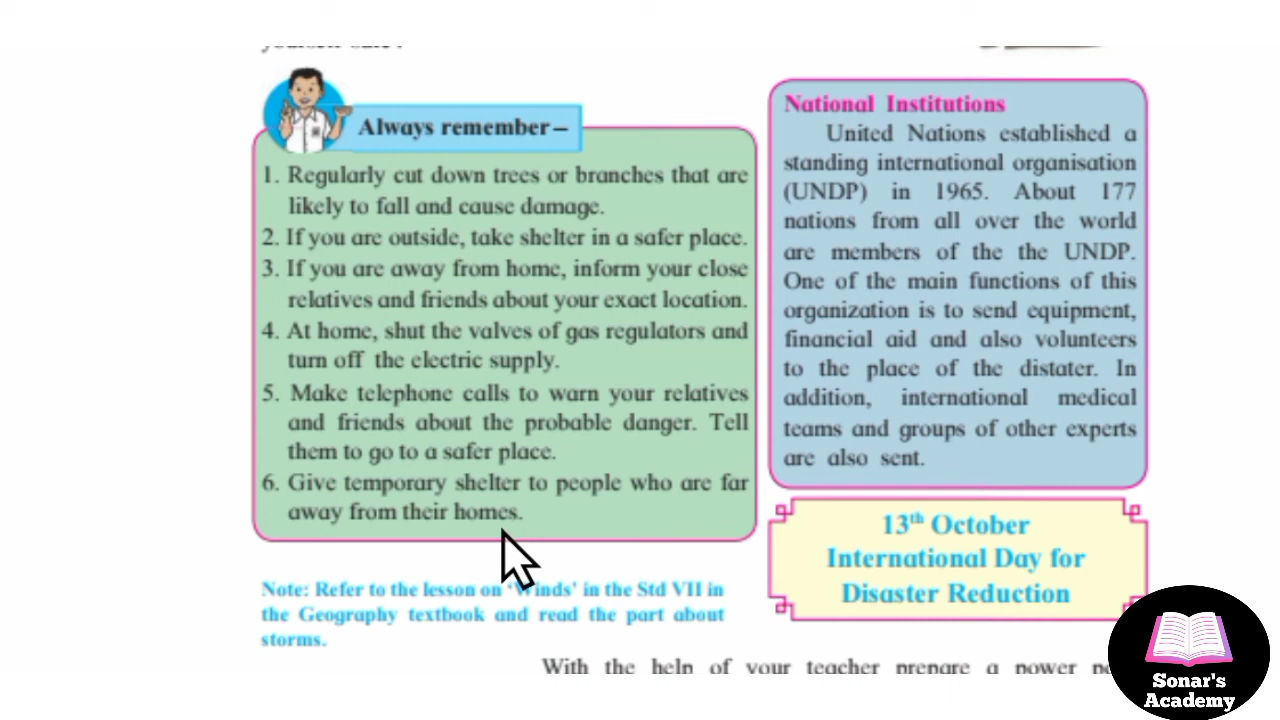 Always remember –
1. Regularly cut down trees or branches that are
likely to fall and cause damage.
2. If you are outside, take shelter in a safer place.
3. If you are away from home, inform your close
relatives and friends about your exact location.
4. At home, shut the valves of gas regulators and
turn off the electric supply.
5. Make telephone calls to warn your relatives
and friends about the probable danger. Tell
them to go to a safer place.
6. Give temporary shelter to people who are far
away from their homes.
Note: Refer to the lesson on ‘Winds’ in the Std VII in
the Geography textbook and read the part about
storms.
National Institutions
United Nations established a
standing international organisation
(UNDP) in 1965. About 177
nations from all over the world
are members of the the UNDP.
One of the main functions of this
organization is to send equipment,
financial aid and also volunteers
to the place of the distater. In
addition, international medical
teams and groups of other experts
are also sent.
13th October
International Day for
Disaster Reduction
With the help of your teacher prepare a power
Sonar's
Academy